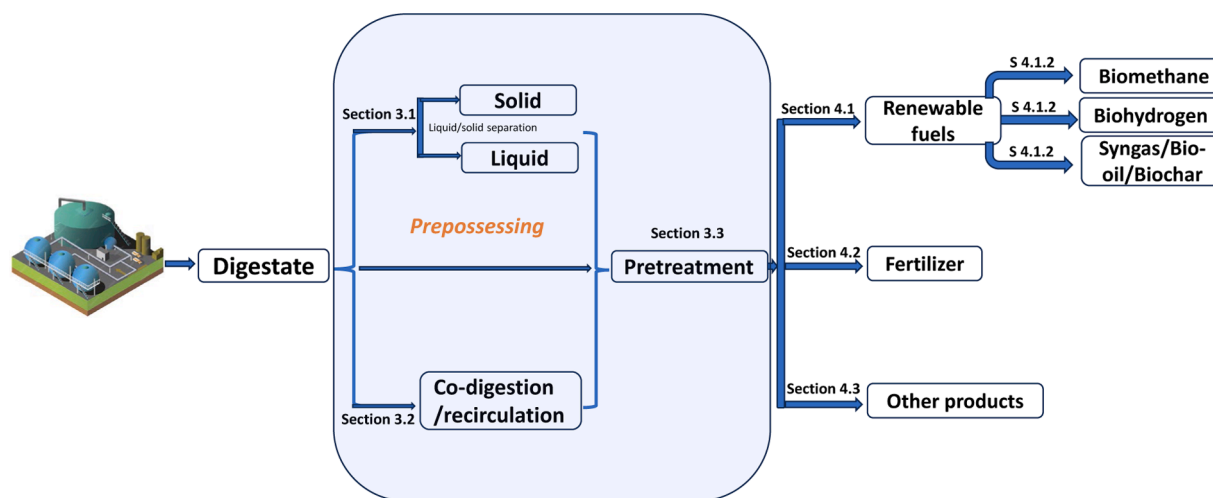 Digestate
Section 3.1
Solid
Liquid/solid separation
Liquid
Prepossessing
Section 3.2
Co-digestion
/recirculation
Section 3.3
Pretreatment
Section 4.1
Renewable
fuels
S 4.1.2
Biomethane
S 4.1.2
Biohydrogen
S 4.1.2
Syngas/Bio-
oil/Biochar
Section 4.2
Fertilizer
Section 4.3
Other products